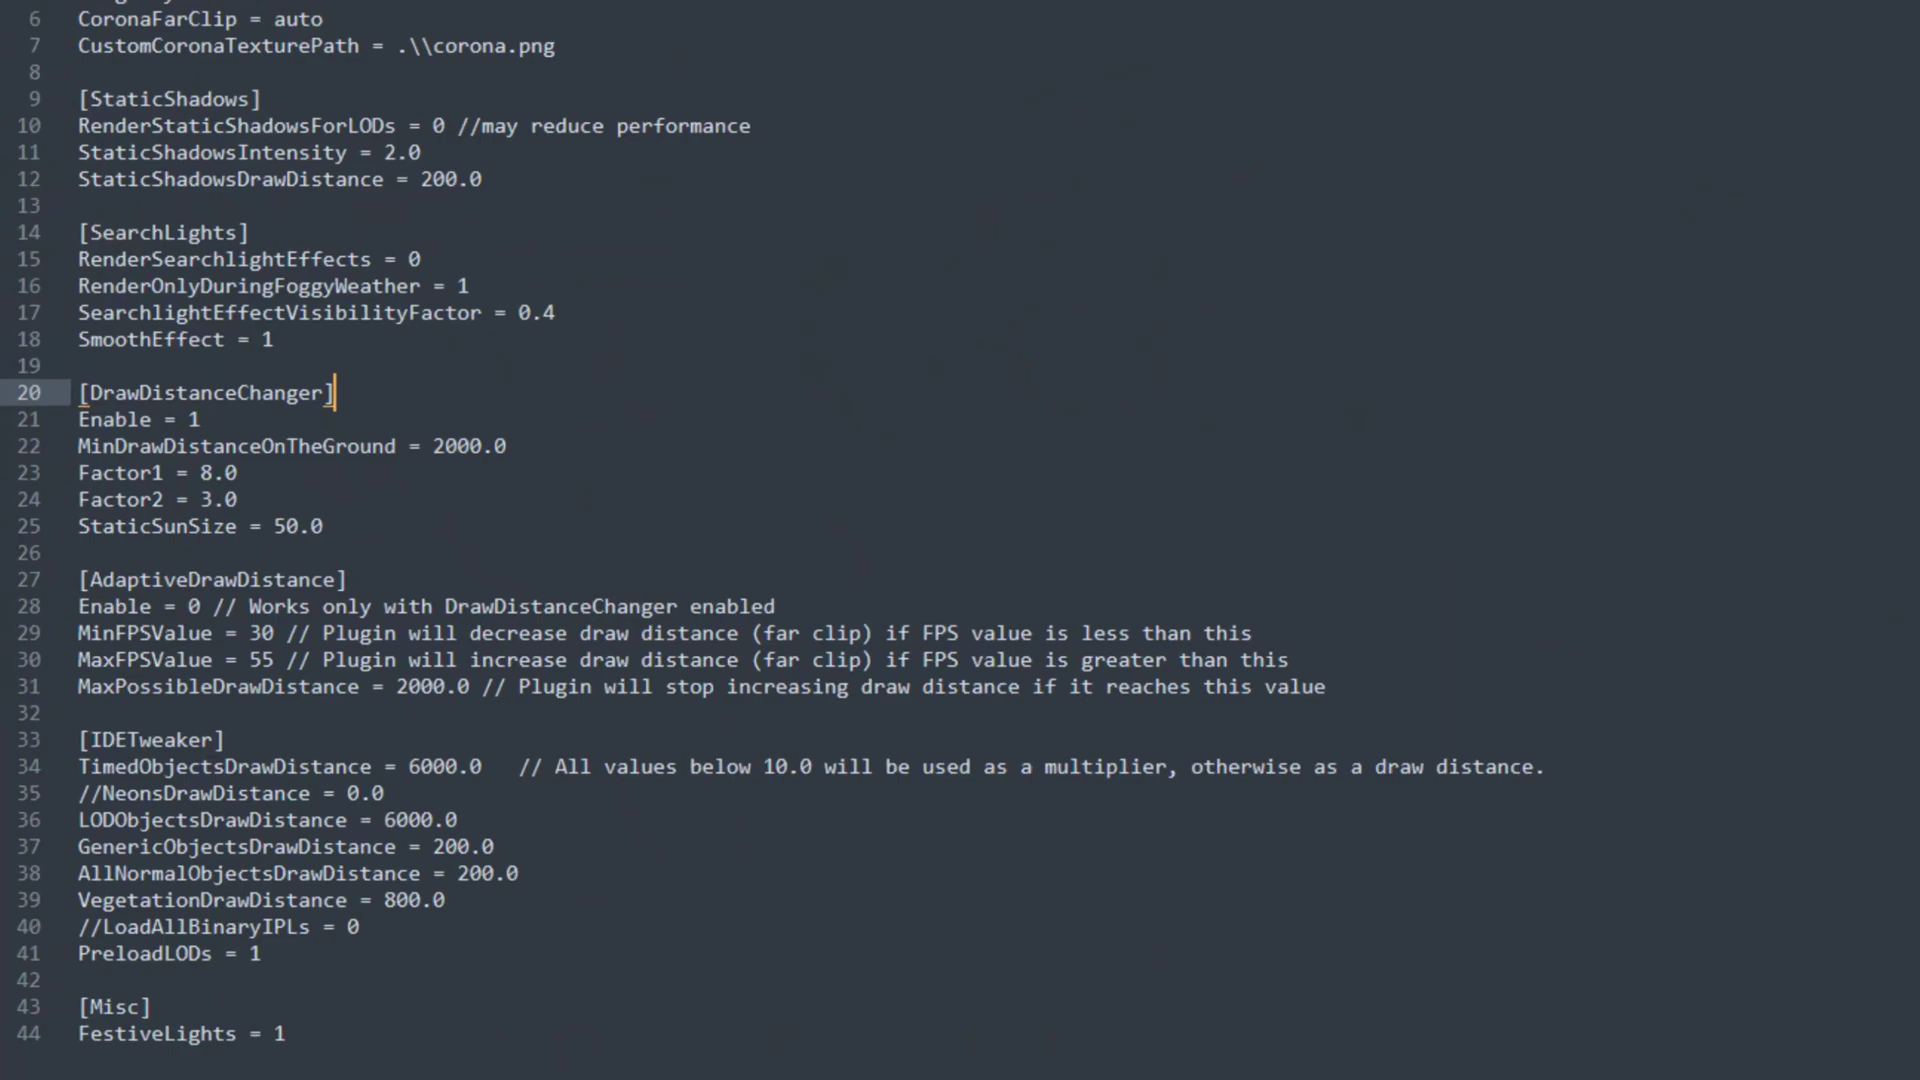 6 CoronaFarClip = auto
7 CustomCoronaTexturePath = .\\corona.png
8
9 [StaticShadows]
10 RenderStaticShadowsForLODs = 0 //may reduce performance
11 StaticShadowsIntensity = 2.0
12 StaticShadowsDrawDistance = 200.0
13
14 [SearchLights]
15 RenderSearchlightEffects = 0
16 RenderOnlyDuringFoggyWeather = 1
17 SearchlightEffectVisibilityFactor = 0.4
18 SmoothEffect = 1
19
20 [DrawDistanceChanger]
21 Enable = 1
22 MinDrawDistanceOnTheGround = 2000.0
23 Factor1 = 8.0
24 Factor2 = 3.0
25 StaticSunSize = 50.0
26
27 [AdaptiveDrawDistance]
28 Enable = 0 // Works only with DrawDistanceChanger enabled
29 MinFPSValue = 30 // Plugin will decrease draw distance (far clip) if FPS value is less than this
30 MaxFPSValue = 55 // Plugin will increase draw distance (far clip) if FPS value is greater than this
31 MaxPossibleDrawDistance = 2000.0 // Plugin will stop increasing draw distance if it reaches this value
32
33 [IDETweaker]
34 TimedObjectsDrawDistance = 6000.0   // All values below 10.0 will be used as a multiplier, otherwise as a draw distance.
35 //NeonsDrawDistance = 0.0
36 LODObjectsDrawDistance = 6000.0
37 GenericObjectsDrawDistance = 200.0
38 AllNormalObjectsDrawDistance = 200.0
39 VegetationDrawDistance = 800.0
40 //LoadAllBinaryIPLs = 0
41 PreloadLODs = 1
42
43 [Misc]
44 FestiveLights = 1